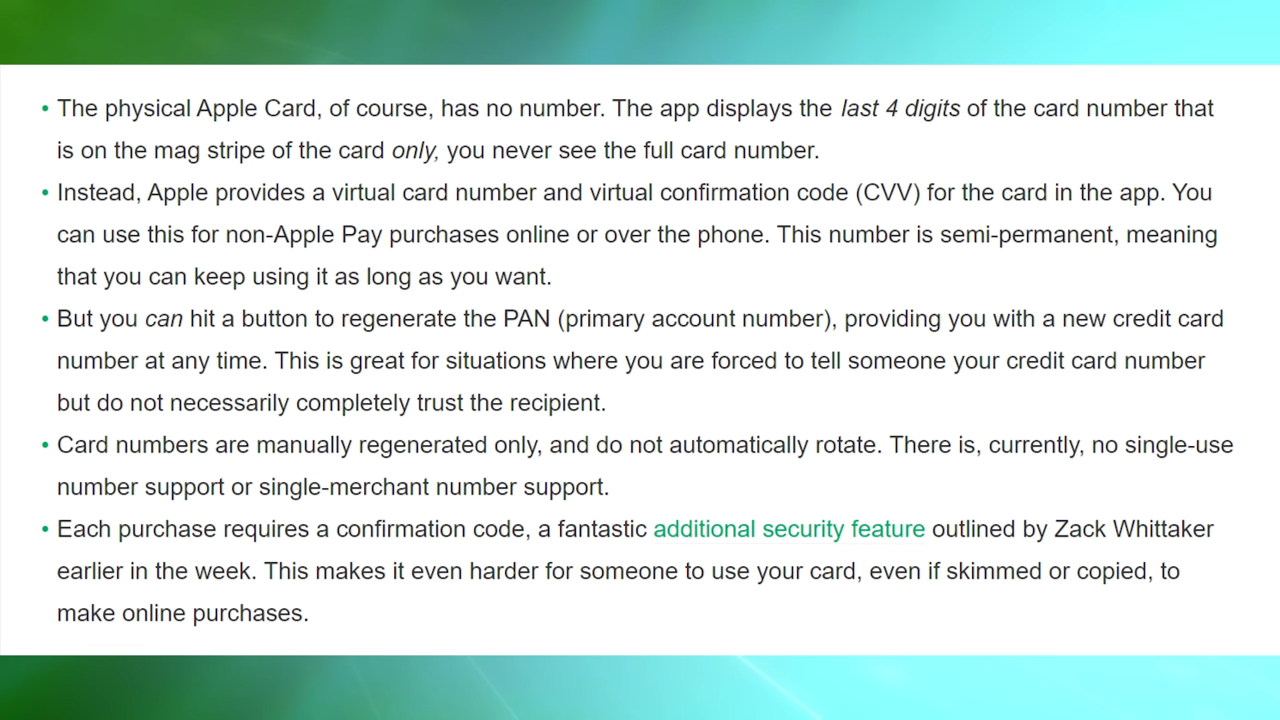 • The physical Apple Card, of course, has no number. The app displays the last 4 digits of the card number that
is on the mag stripe of the card only, you never see the full card number.
• Instead, Apple provides a virtual card number and virtual confirmation code (CVV) for the card in the app. You
can use this for non-Apple Pay purchases online or over the phone. This number is semi-permanent, meaning
that you can keep using it as long as you want.
• But you can hit a button to regenerate the PAN (primary account number), providing you with a new credit card
number at any time. This is great for situations where you are forced to tell someone your credit card number
but do not necessarily completely trust the recipient.
• Card numbers are manually regenerated only, and do not automatically rotate. There is, currently, no single-use
number support or single-merchant number support.
• Each purchase requires a confirmation code, a fantastic additional security feature outlined by Zack Whittaker
earlier in the week. This makes it even harder for someone to use your card, even if skimmed or copied, to
make online purchases.